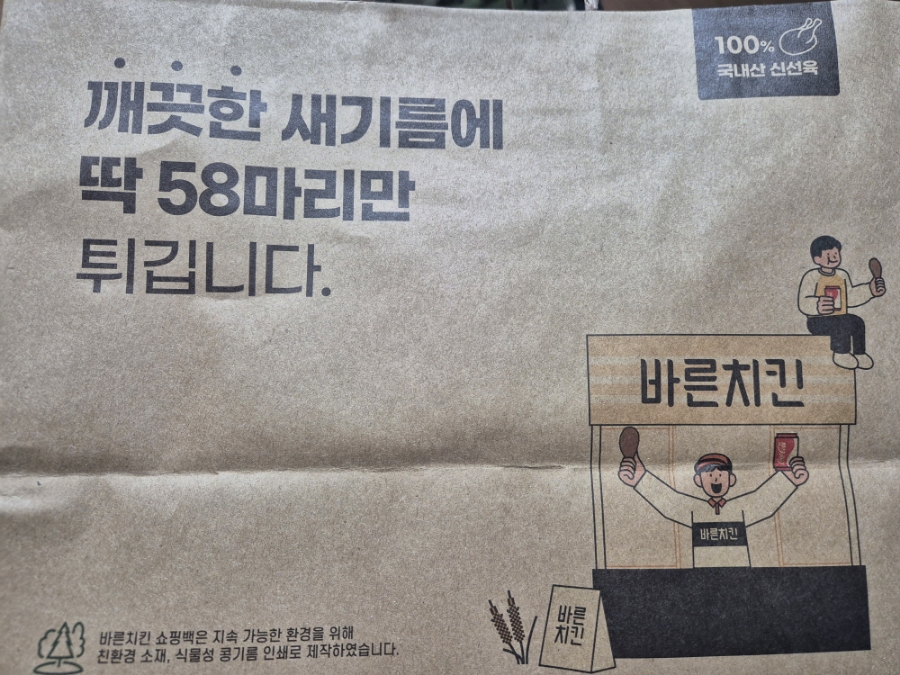 100%
국내산 신선육
깨끗한 새기름에
딱 58마리만
튀깁니다.
바른치킨
바른치킨
바른
치킨
바른치킨 쇼핑백은 지속 가능한 환경을 위해
친환경 소재, 식물성 콩기름 인쇄로 제작하였습니다.